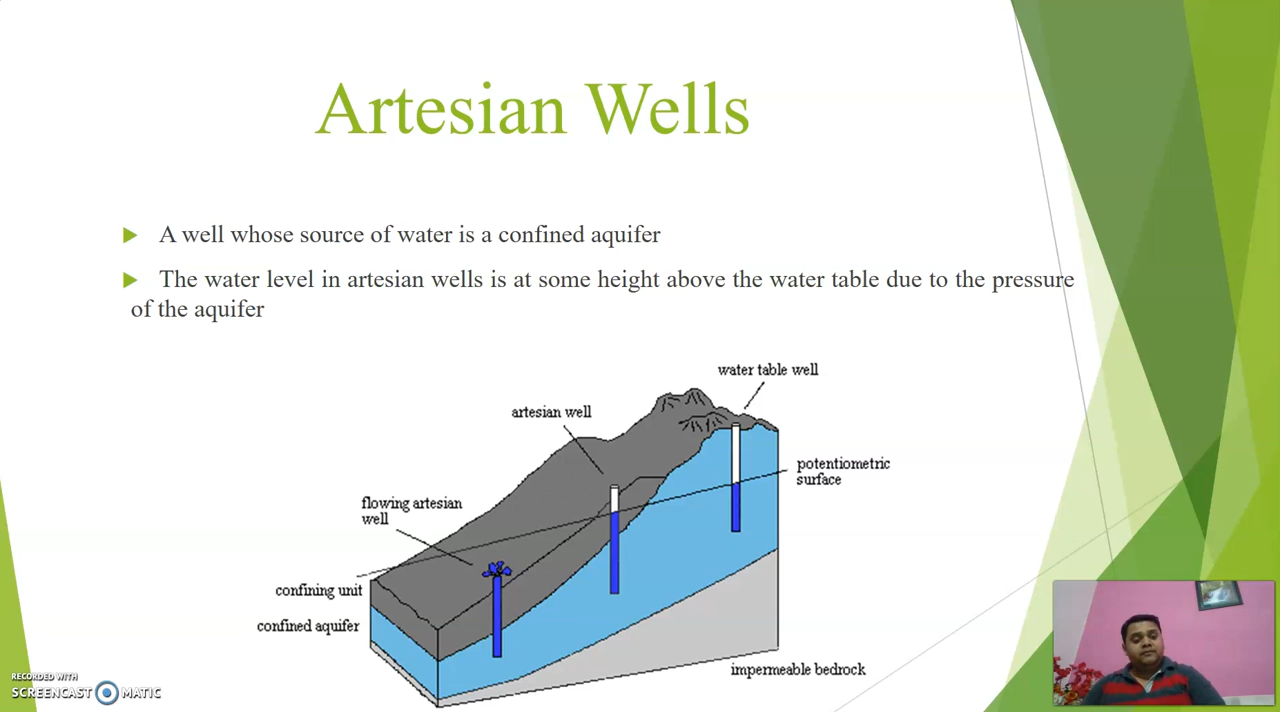 Artesian Wells
A well whose source of water is a confined aquifer
The water level in artesian wells is at some height above the water table due to the pressure
of the aquifer
water table well
artesian well
potentiometric
surface
flowing artesian
well
confining unit
confined aquifer
impermeable bedrock
RECORDED WITH
SCREENCAST MATIC